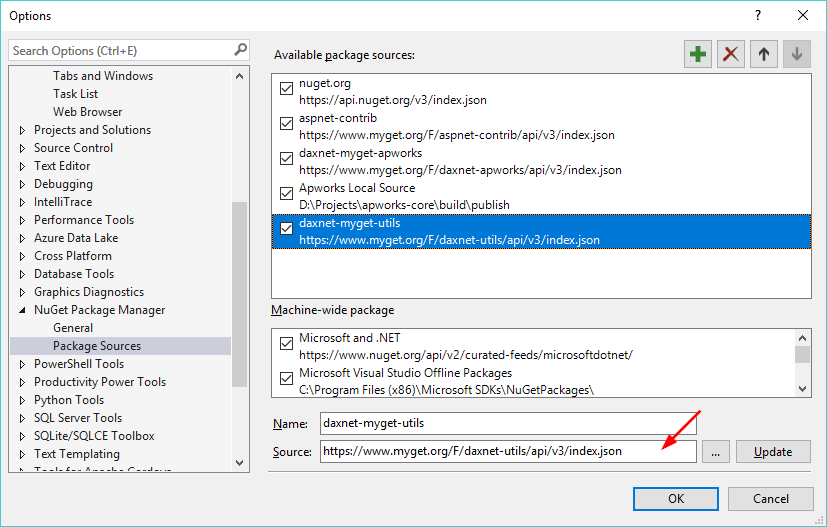 Options
?
Search Options (Ctrl+E)
Tabs and Windows
Task List
Web Browser
Projects and Solutions
Source Control
Text Editor
Debugging
IntelliTrace
Performance Tools
Azure Data Lake
Cross Platform
Database Tools
Graphics Diagnostics
NuGet Package Manager
General
Package Sources
PowerShell Tools
Productivity Power Tools
Python Tools
SQL Server Tools
SQLite/SQLCE Toolbox
Text Templating
Tools for Apache Cordova
Available package sources:
nuget.org
https://api.nuget.org/v3/index.json
aspnet-contrib
https://www.myget.org/F/aspnet-contrib/api/v3/index.json
daxnet-myget-apworks
https://www.myget.org/F/daxnet-apworks/api/v3/index.json
Apworks Local Source
D:\Projects\apworks-core\build\publish
daxnet-myget-utils
https://www.myget.org/F/daxnet-utils/api/v3/index.json
Machine-wide package
Microsoft and .NET
https://www.nuget.org/api/v2/curated-feeds/microsoftdotnet/
Microsoft Visual Studio Offline Packages
C:\Program Files (x86)\Microsoft SDKs\NuGetPackages\
Name: daxnet-myget-utils
Source: https://www.myget.org/F/daxnet-utils/api/v3/index.json ... Update
OK Cancel